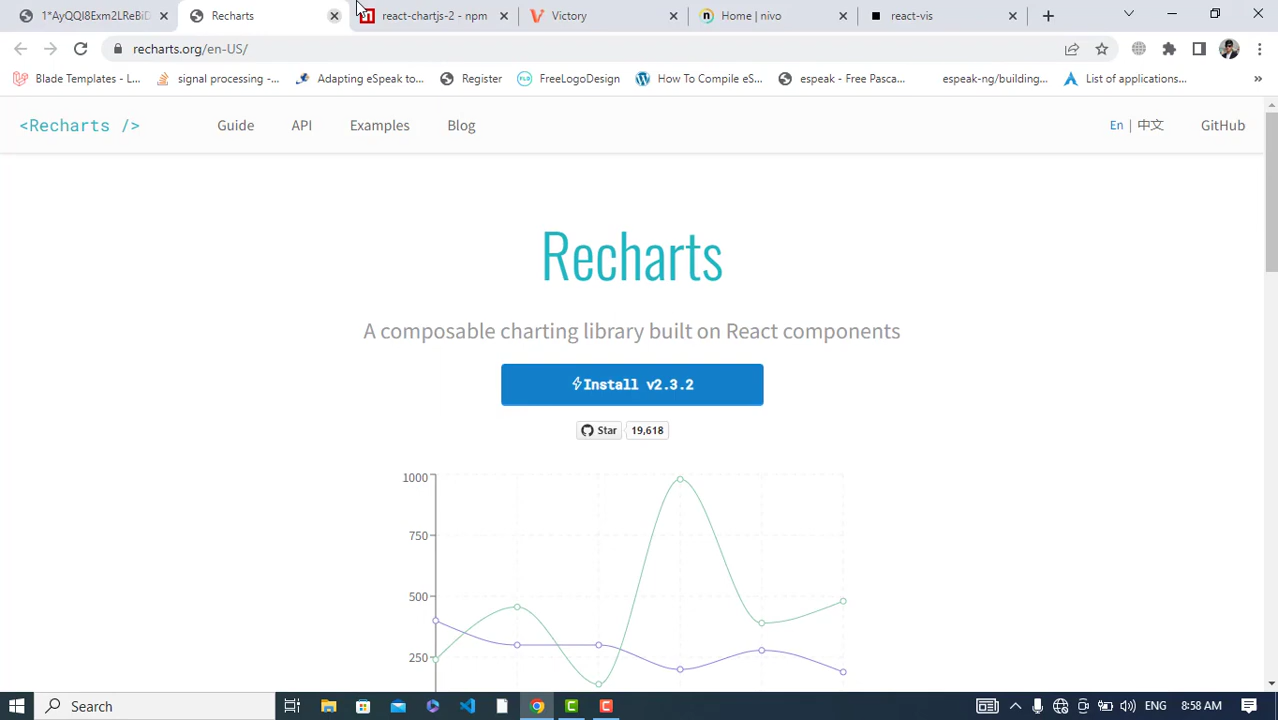 1*AyQQI8Exm2LReBiD
Recharts
react-chartjs-2 - npm
Victory
Home | nivo
react-vis
recharts.org/en-US/
Blade Templates - L...
signal processing -...
Adapting eSpeak to...
Register
FreeLogoDesign
How To Compile eS...
espeak - Free Pasca...
espeak-ng/building...
List of applications...
<Recharts />
Guide
API
Examples
Blog
En | 中文
GitHub
Recharts
A composable charting library built on React components
Install v2.3.2
Star 19,618
1000
750
500
250
Search
ENG
8:58 AM